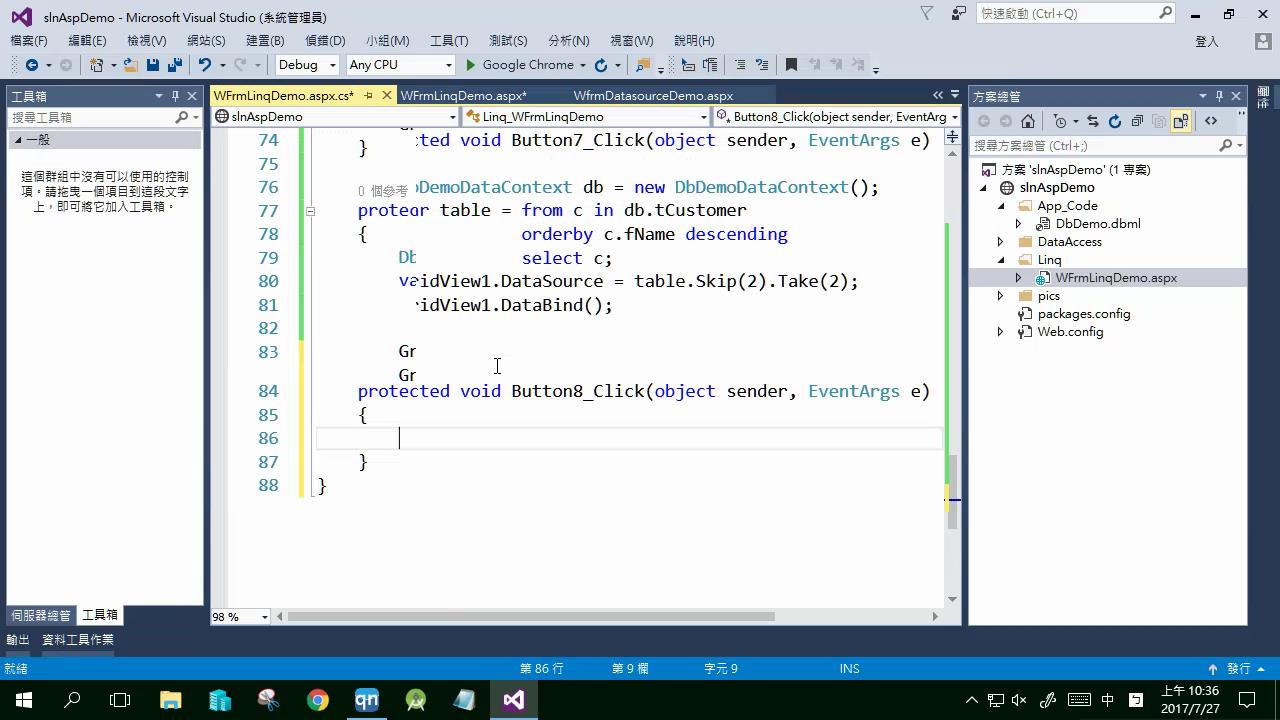 slnAspDemo - Microsoft Visual Studio (系統管理員)
快速啟動 (Ctrl+Q)
檔案(F) 編輯(E) 檢視(V) 網站(S) 建置(B) 偵錯(D) 小組(M) 工具(T) 測試(S) 分析(N) 視窗(W) 說明(H)
登入
Debug Any CPU Google Chrome
工具箱
搜尋工具箱
一般
這個群組中沒有可以使用的控制
項。請拖曳一個項目到這段文字
上，即可將它加入工具箱。
伺服器總管 工具箱
WFrmLinqDemo.aspx.cs* WFrmLinqDemo.aspx* WfrmDatasourceDemo.aspx
slnAspDemo Linq_WFrmLinqDemo Button8_Click(object sender, EventArg
74 } cted void Button7_Click(object sender, EventArgs e)
75
0 個參考
76 bDemoDataContext db = new DbDemoDataContext();
77 protear table = from c in db.tCustomer
78 { orderby c.fName descending
79 Db select c;
80 vaidView1.DataSource = table.Skip(2).Take(2);
81 idView1.DataBind();
82
83 Gr
Gr
84 protected void Button8_Click(object sender, EventArgs e)
85 {
86
87 }
88 }
98 %
方案總管
搜尋方案總管 (Ctrl+;)
方案 'slnAspDemo' (1 專案)
slnAspDemo
App_Code
DbDemo.dbml
DataAccess
Linq
WFrmLinqDemo.aspx
pics
packages.config
Web.config
輸出 資料工具作業
就緒 第 86 行 第 9 欄 字元 9 INS 發行
qn
中
上午 10:36
2017/7/27